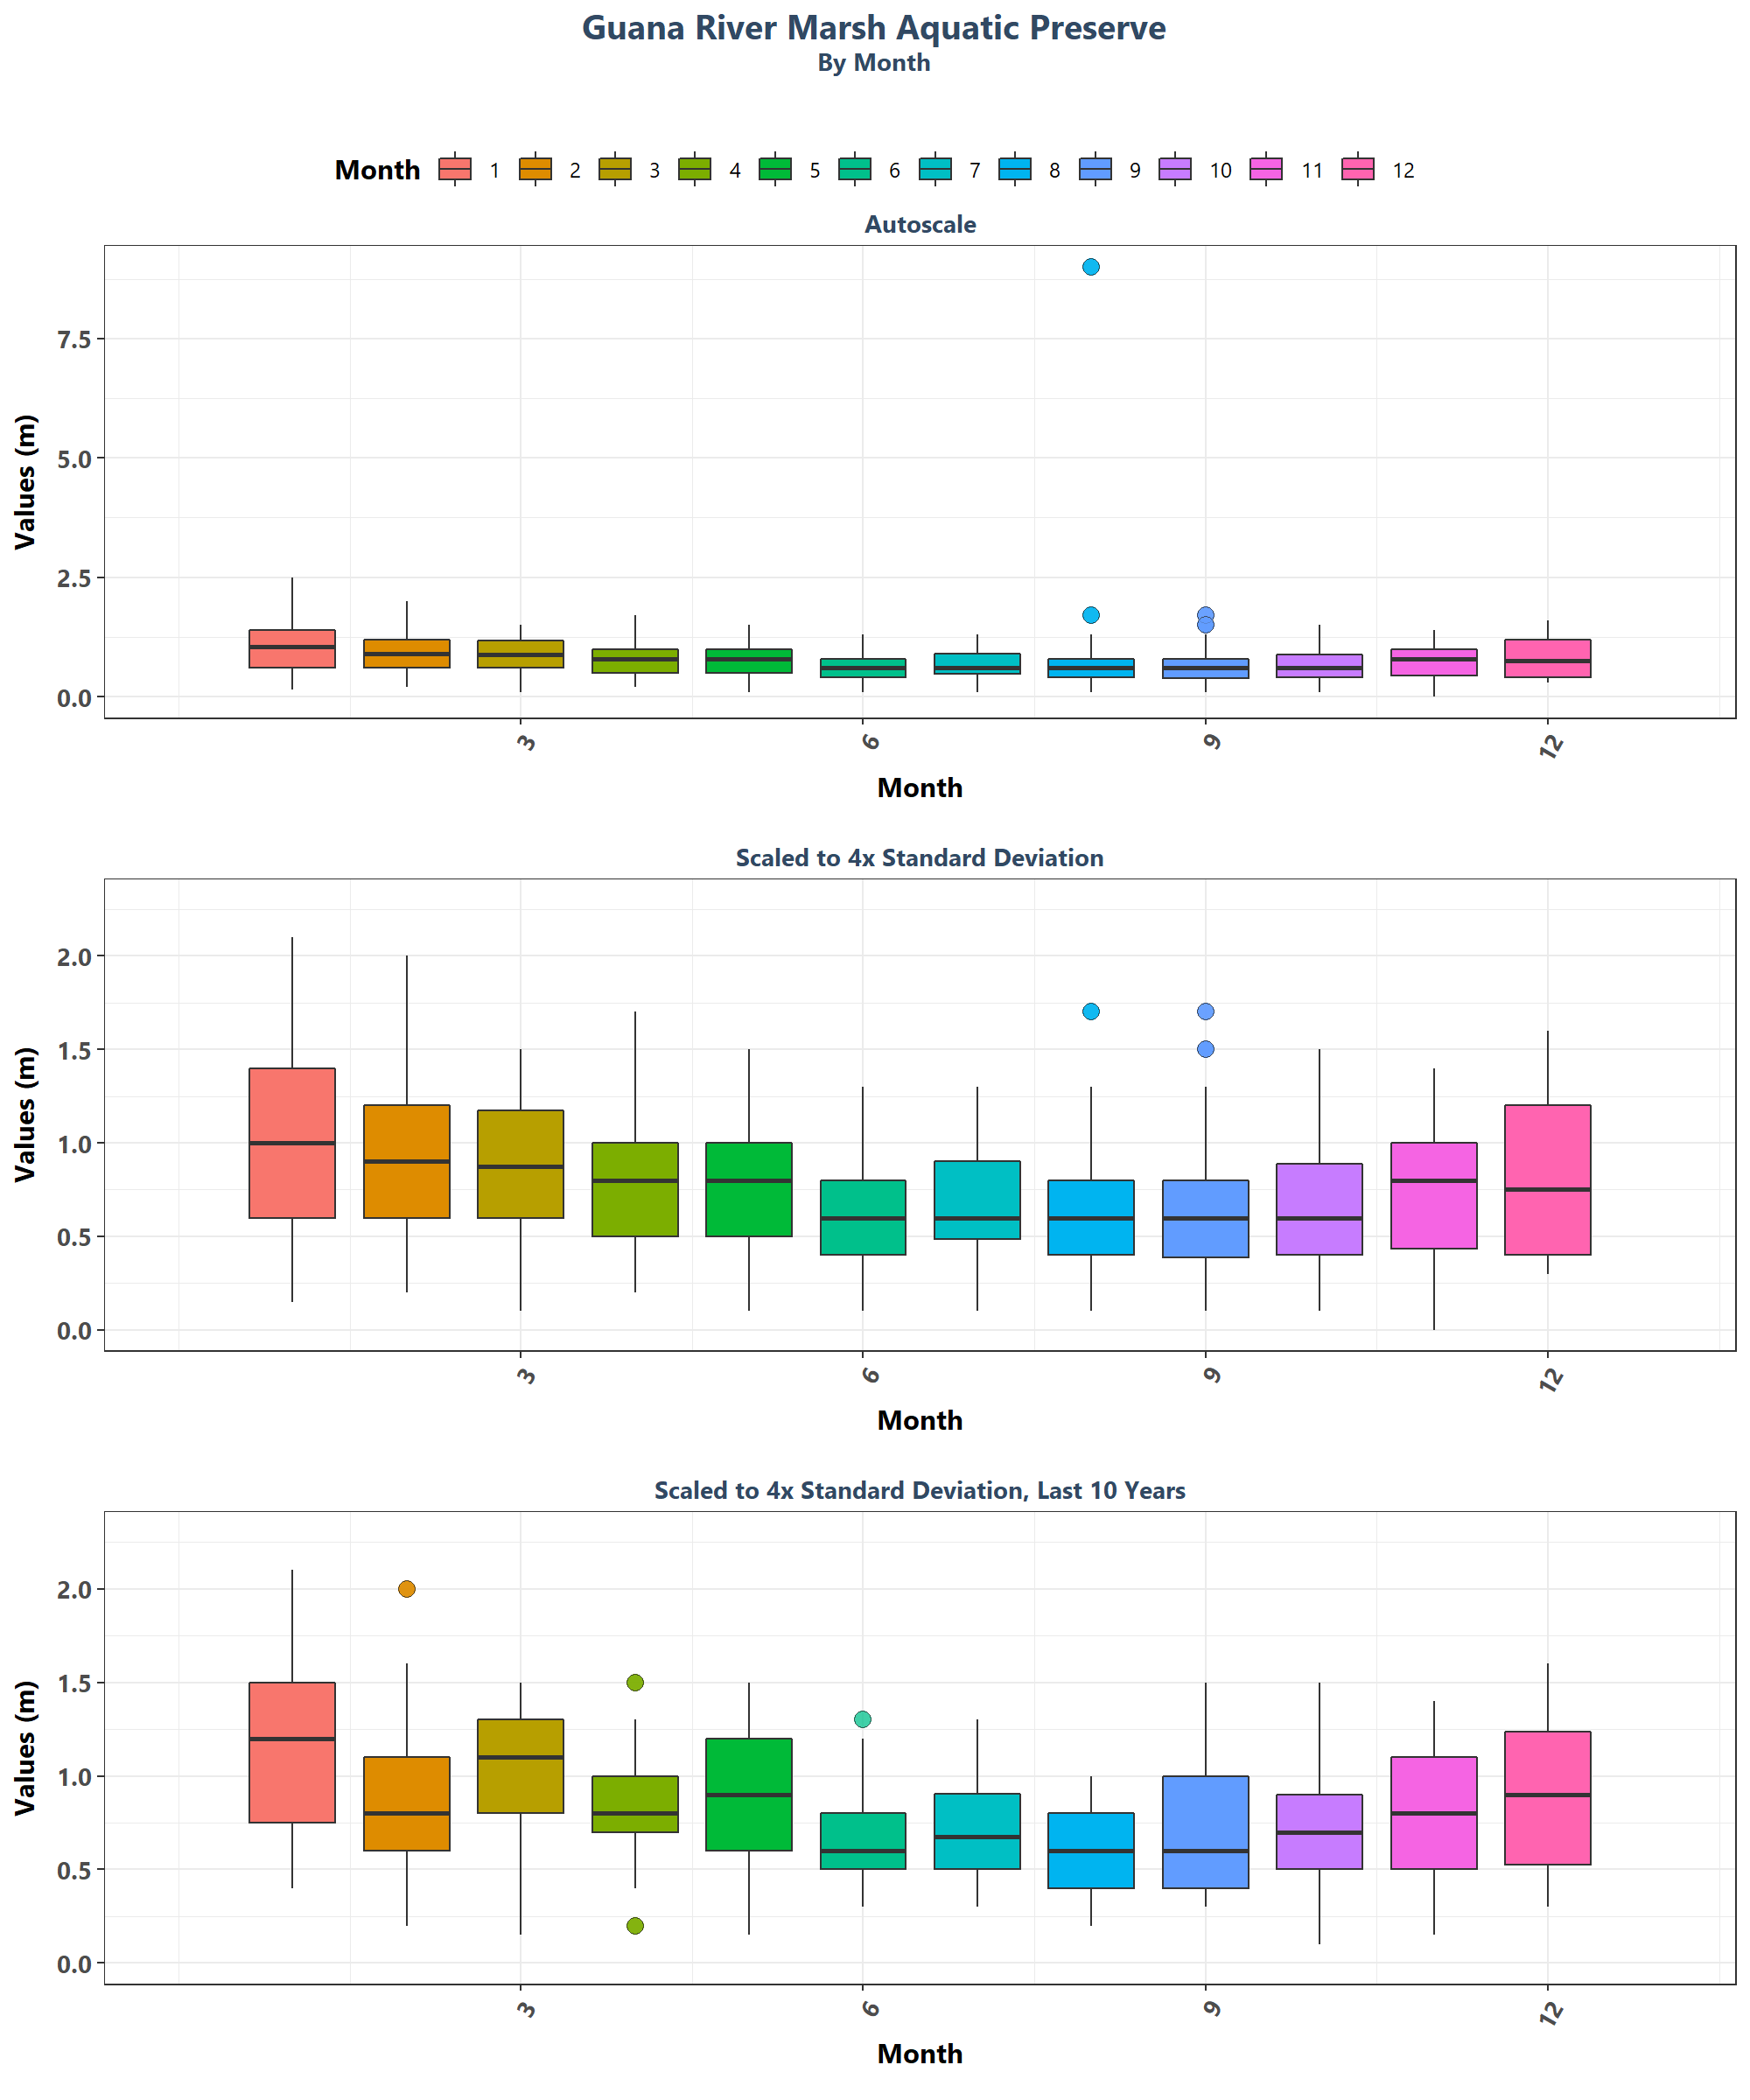 Guana River Marsh Aquatic Preserve
By Month
Month 1 2 3 4 5 6 7 8 9 10 11 12
Autoscale
Values (m)
7.5
5.0
2.5
0.0
3 6 9 12
Month
Scaled to 4x Standard Deviation
Values (m)
2.0
1.5
1.0
0.5
0.0
3 6 9 12
Month
Scaled to 4x Standard Deviation, Last 10 Years
Values (m)
2.0
1.5
1.0
0.5
0.0
3 6 9 12
Month